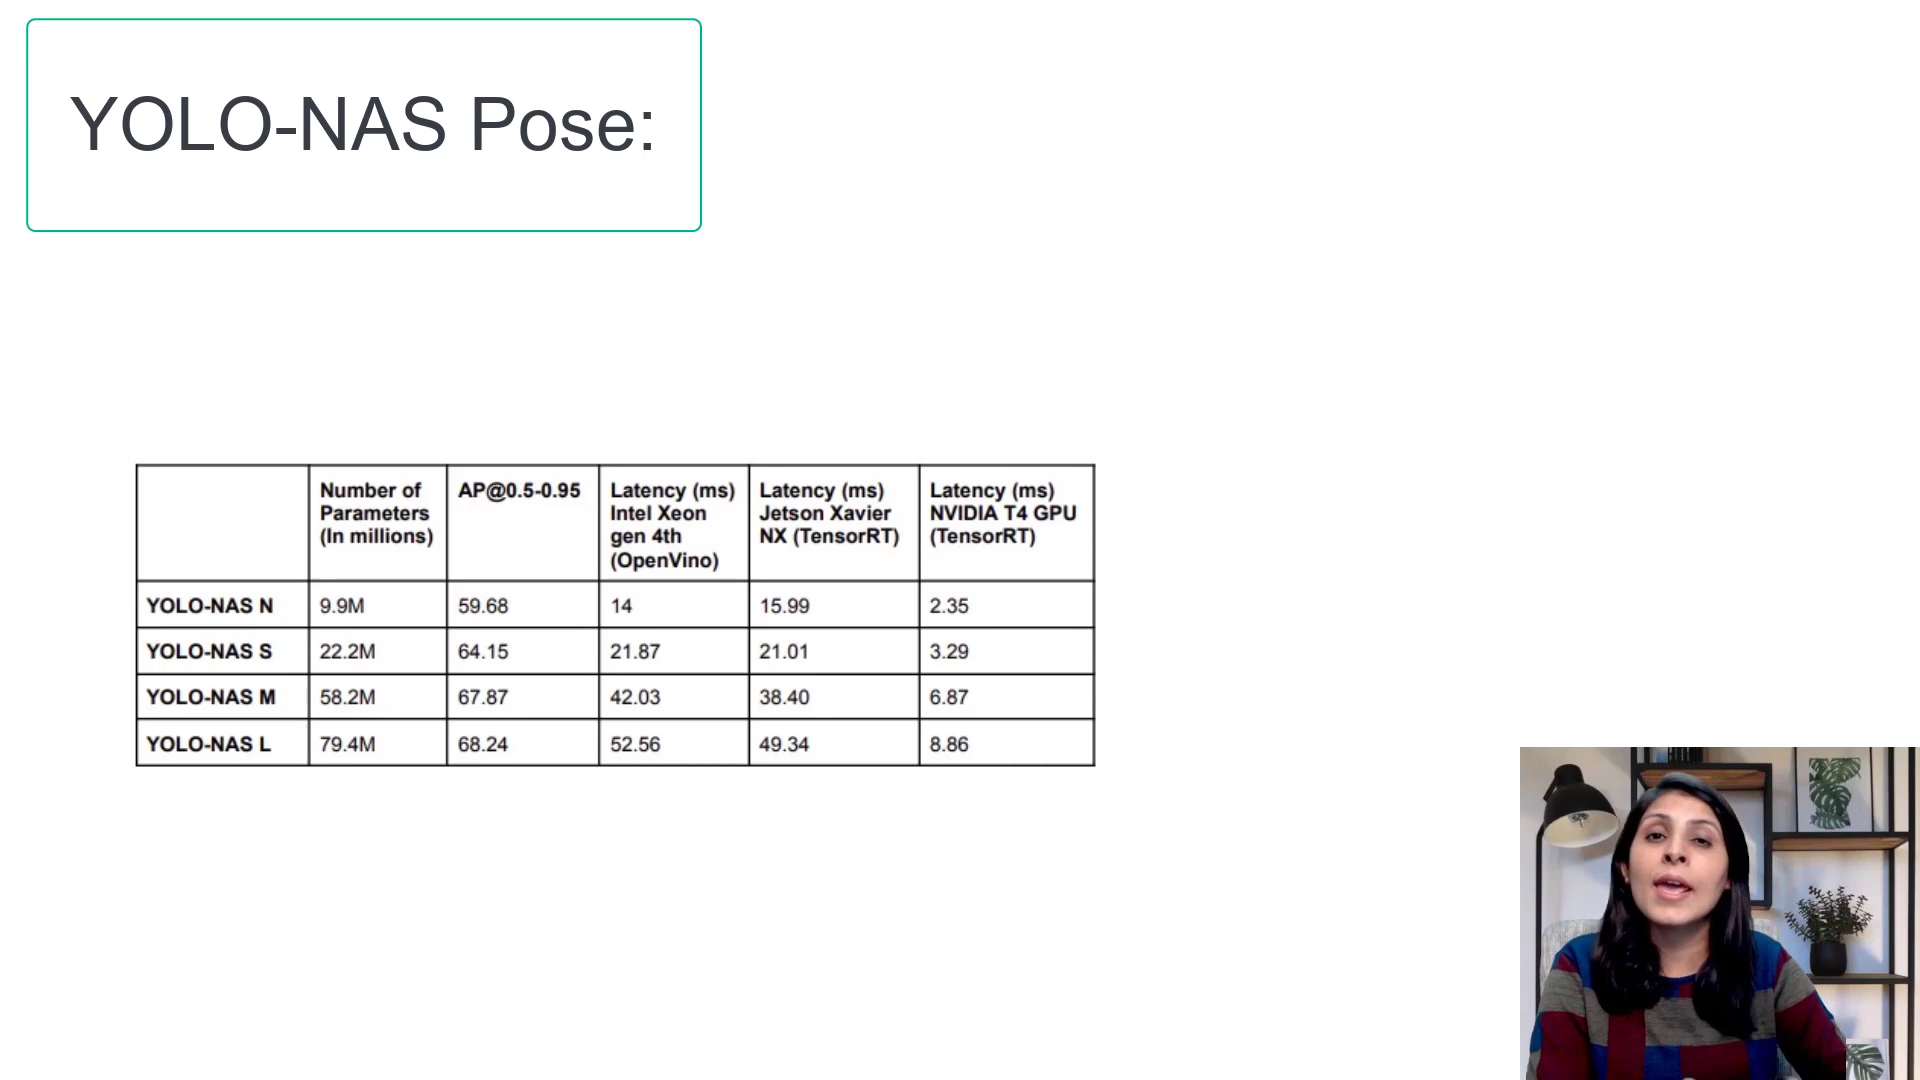 YOLO-NAS Pose:
Number of Parameters (In millions) AP@0.5-0.95 Latency (ms) Intel Xeon gen 4th (OpenVino) Latency (ms) Jetson Xavier NX (TensorRT) Latency (ms) NVIDIA T4 GPU (TensorRT)
YOLO-NAS N 9.9M 59.68 14 15.99 2.35
YOLO-NAS S 22.2M 64.15 21.87 21.01 3.29
YOLO-NAS M 58.2M 67.87 42.03 38.40 6.87
YOLO-NAS L 79.4M 68.24 52.56 49.34 8.86